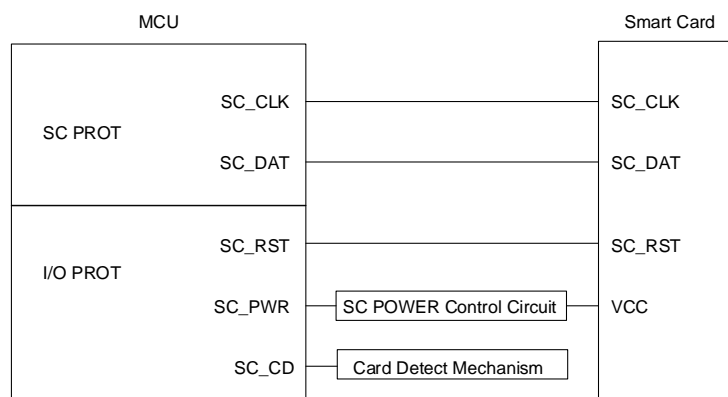 MCU
Smart Card
SC_CLK
SC_CLK
SC PROT
SC_DAT
SC_DAT
SC_RST
SC_RST
I/O PROT
SC_PWR
SC POWER Control Circuit
VCC
SC_CD
Card Detect Mechanism